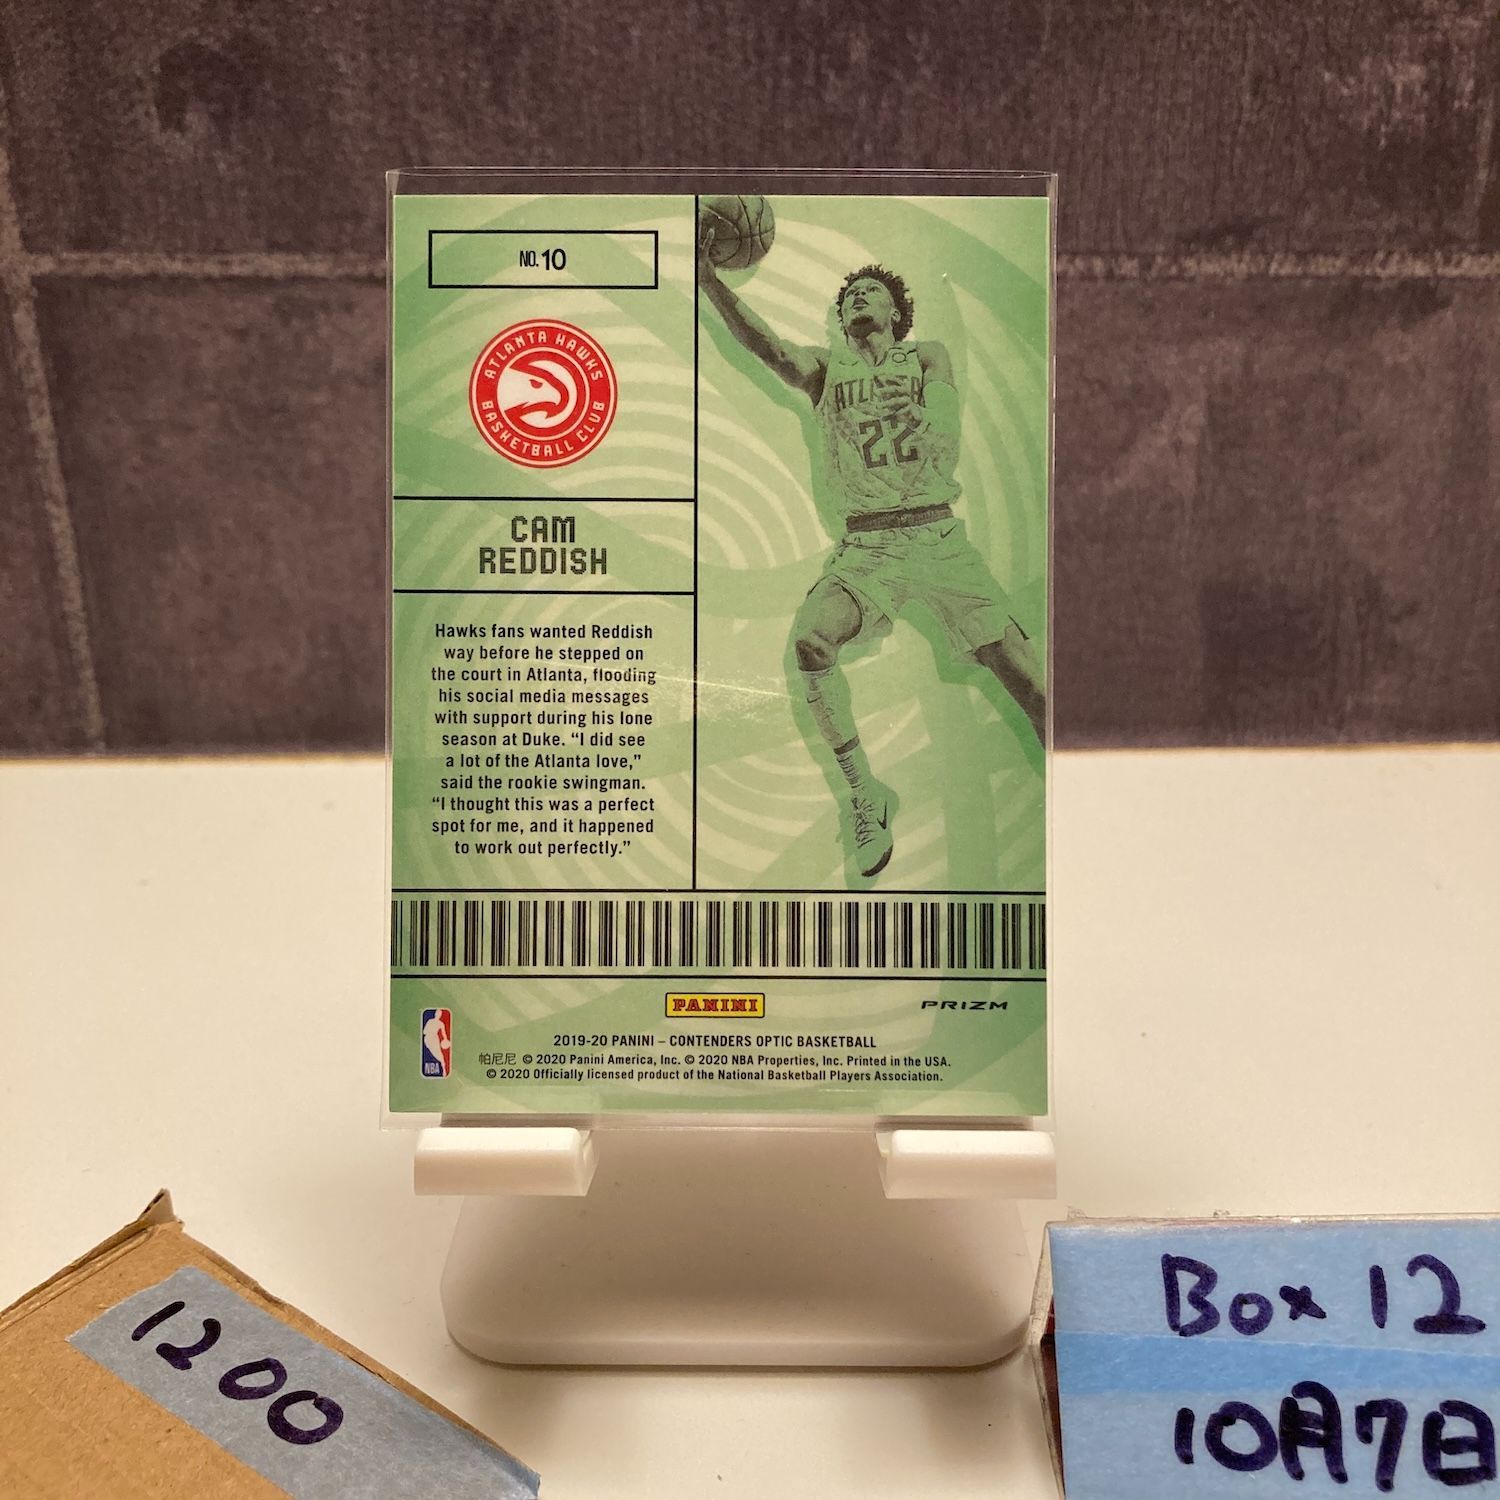 NO. 10
ATLANTA HAWKS
BASKETBALL CLUB
ATLANTA
22
CAM
REDDISH
Hawks fans wanted Reddish
way before he stepped on
the court in Atlanta, flooding
his social media messages
with support during his lone
season at Duke. “I did see
a lot of the Atlanta love,”
said the rookie swingman.
“I thought this was a perfect
spot for me, and it happened
to work out perfectly.”
PANINI
PRIZM
NBA
2019-20 PANINI – CONTENDERS OPTIC BASKETBALL
帕尼尼 © 2020 Panini America, Inc. © 2020 NBA Properties, Inc. Printed in the USA.
© 2020 Officially licensed product of the National Basketball Players Association.
1200
Box 12
10月7日